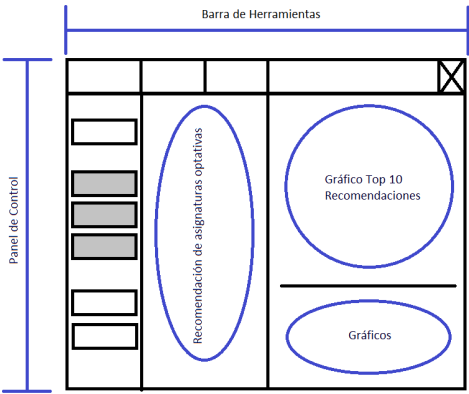 Barra de Herramientas
Panel de Control
Recomendación de asignaturas optativas
Gráfico Top 10
Recomendaciones
Gráficos